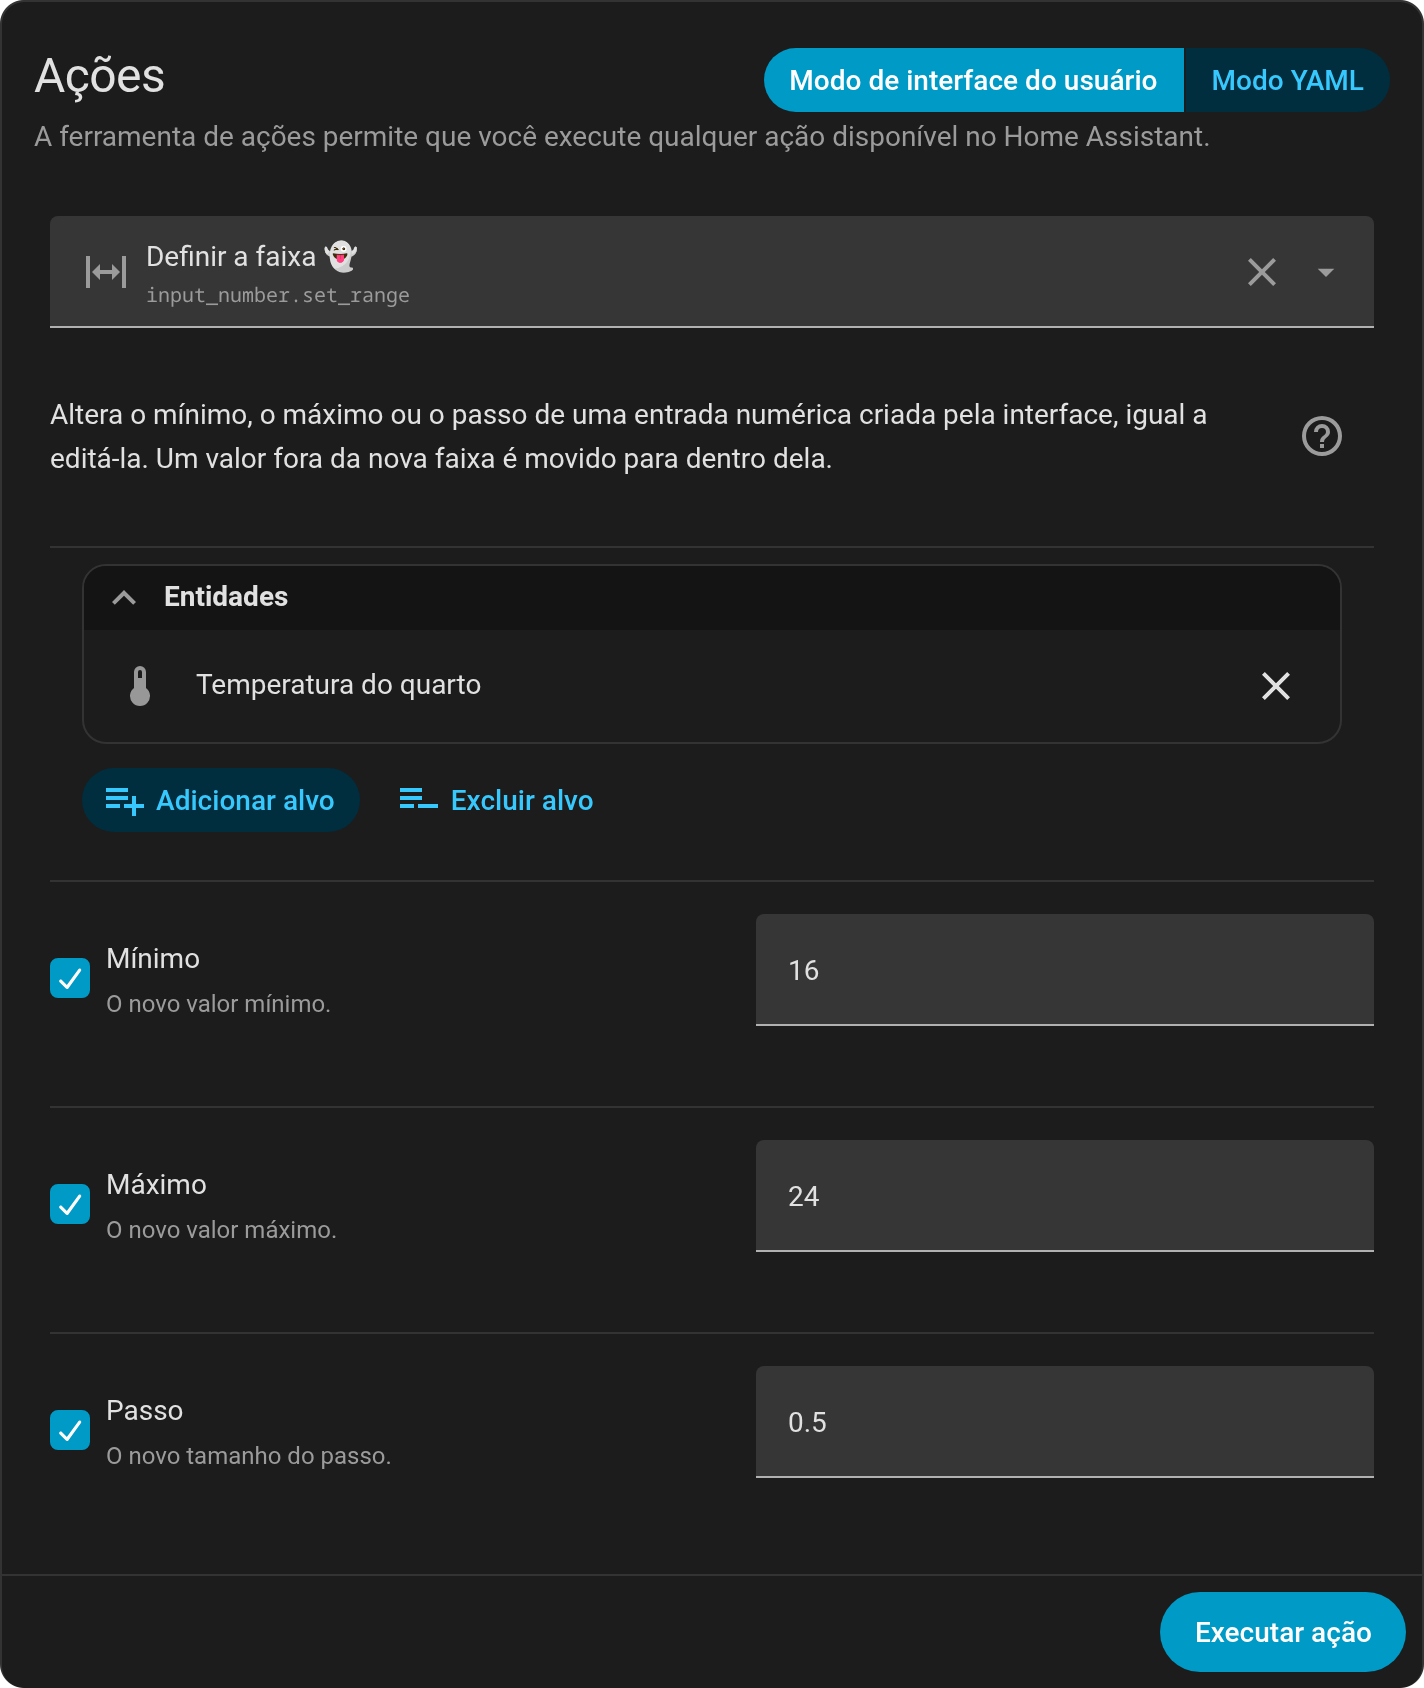 Ações
Modo de interface do usuário
Modo YAML
A ferramenta de ações permite que você execute qualquer ação disponível no Home Assistant.
Definir a faixa 👻
input_number.set_range
Altera o mínimo, o máximo ou o passo de uma entrada numérica criada pela interface, igual a
editá-la. Um valor fora da nova faixa é movido para dentro dela.
Entidades
Temperatura do quarto
Adicionar alvo
Excluir alvo
Mínimo
O novo valor mínimo.
16
Máximo
O novo valor máximo.
24
Passo
O novo tamanho do passo.
0.5
Executar ação